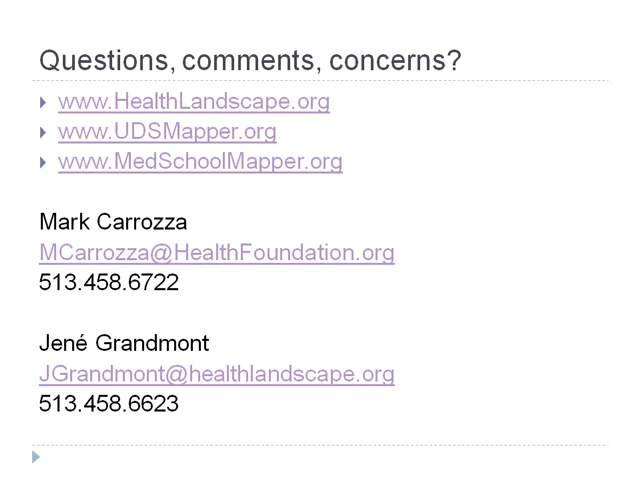 Questions, comments, concerns?
www.HealthLandscape.org
www.UDSMapper.org
www.MedSchoolMapper.org
Mark Carrozza
MCarrozza@HealthFoundation.org
513.458.6722
Jené Grandmont
JGrandmont@healthlandscape.org
513.458.6623